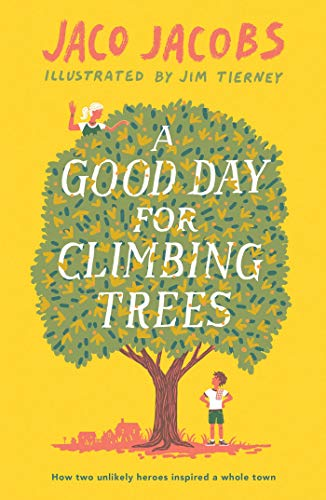 JACO JACOBS
ILLUSTRATED BY JIM TIERNEY
A
GOOD DAY
FOR
CLIMBING
TREES
How two unlikely heroes inspired a whole town